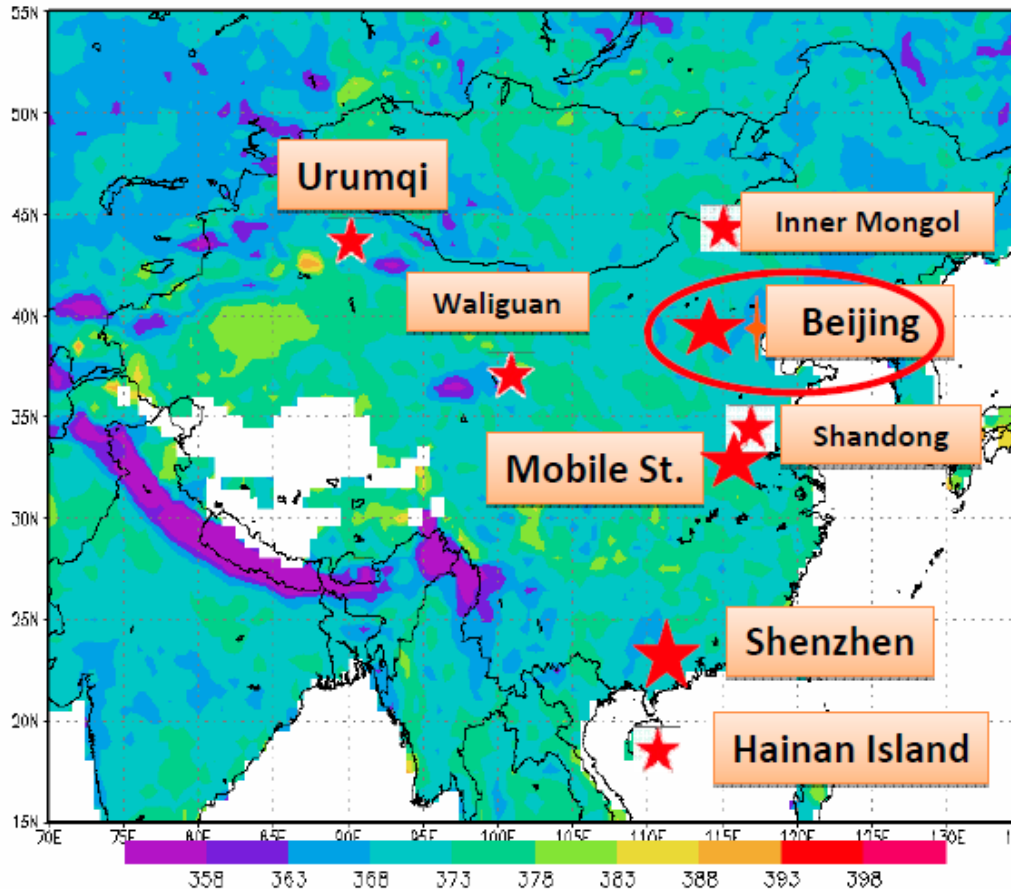 55N
50N
Urumqi
45N
Inner Mongol
Waliguan
40N
Beijing
35N
Shandong
Mobile St.
30N
25N
Shenzhen
20N
Hainan Island
15N
70E 75E 80E 85E 90E 95E 100E 105E 110E 115E 120E 125E 130E
358 363 368 373 378 383 388 393 398